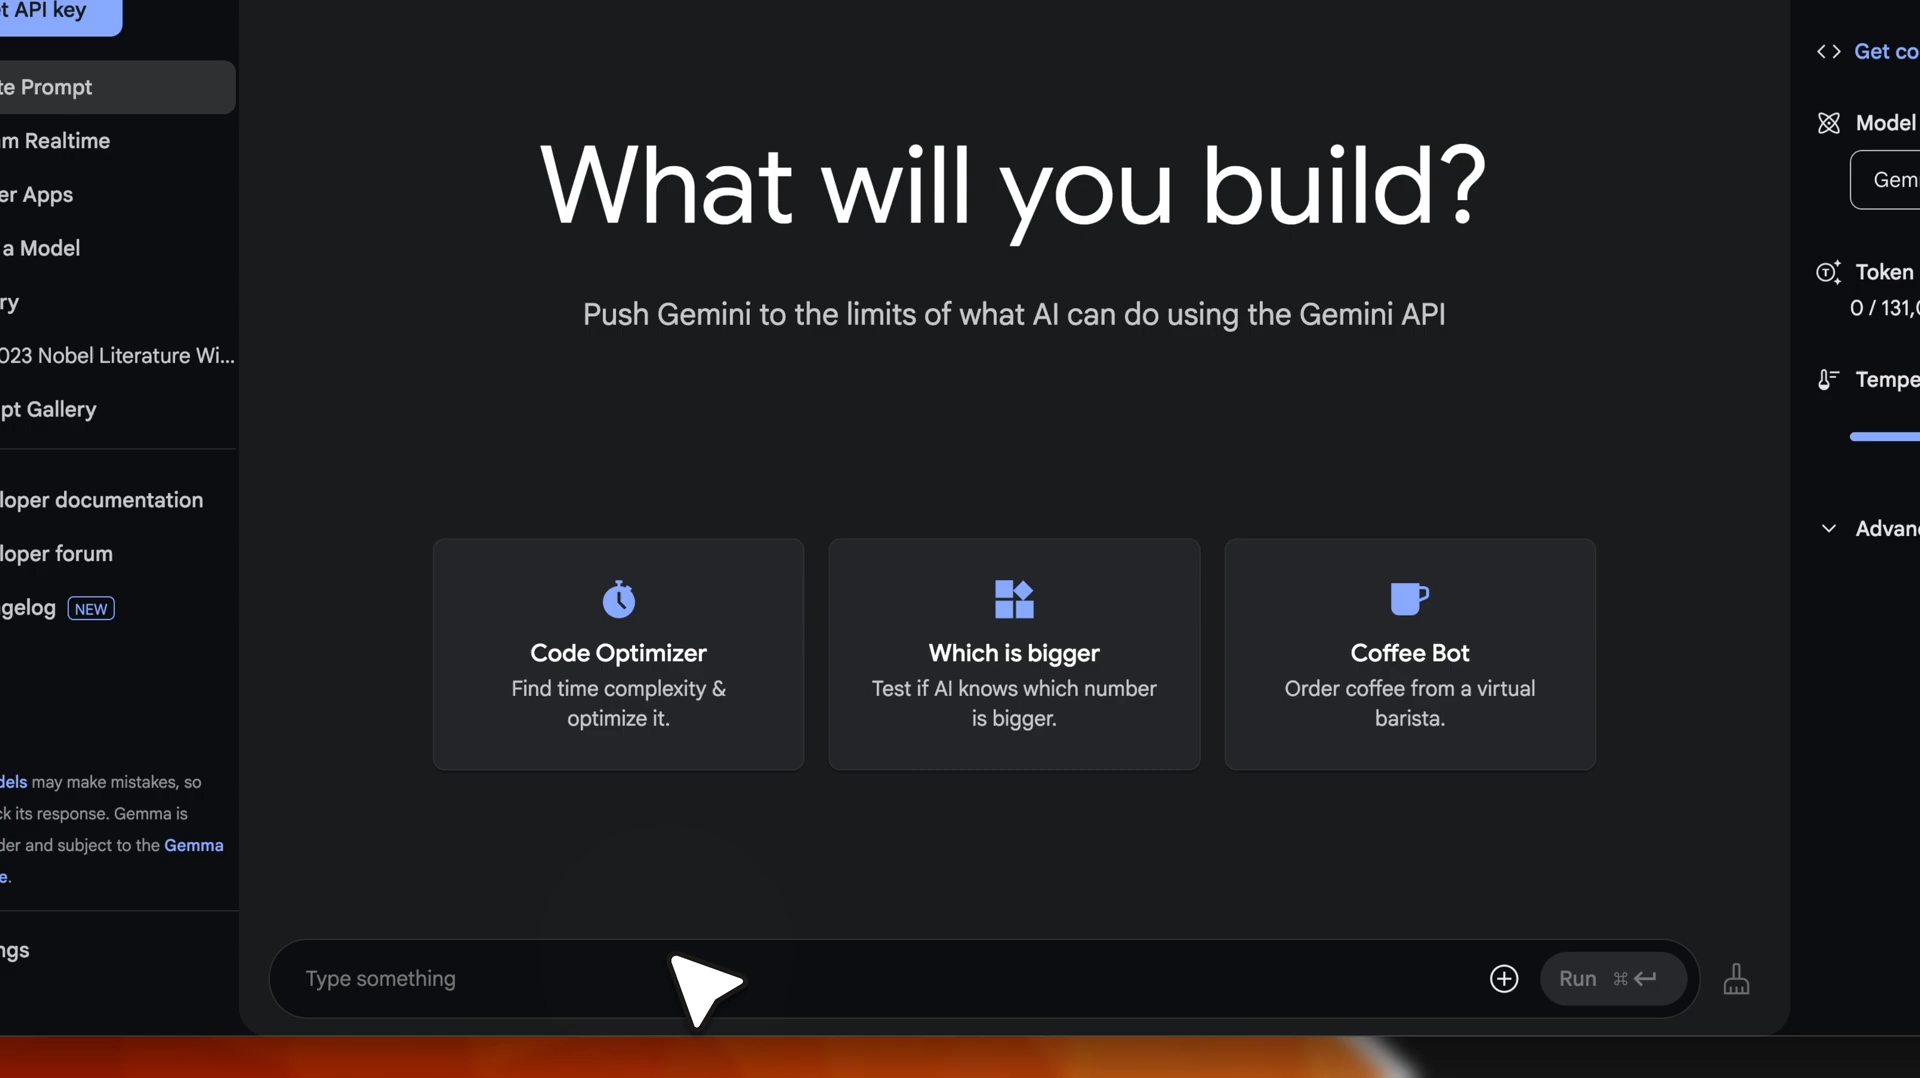 t API key
te Prompt
m Realtime
er Apps
a Model
ry
023 Nobel Literature Wi...
pt Gallery
loper documentation
loper forum
gelog NEW
dels may make mistakes, so
ck its response. Gemma is
der and subject to the Gemma
e.
ngs
What will you build?
Push Gemini to the limits of what AI can do using the Gemini API
Code Optimizer
Find time complexity &
optimize it.
Which is bigger
Test if AI knows which number
is bigger.
Coffee Bot
Order coffee from a virtual
barista.
Type something
Run ⌘↵
Get co
Model
Gem
Token
0 / 131,0
Tempe
Advan